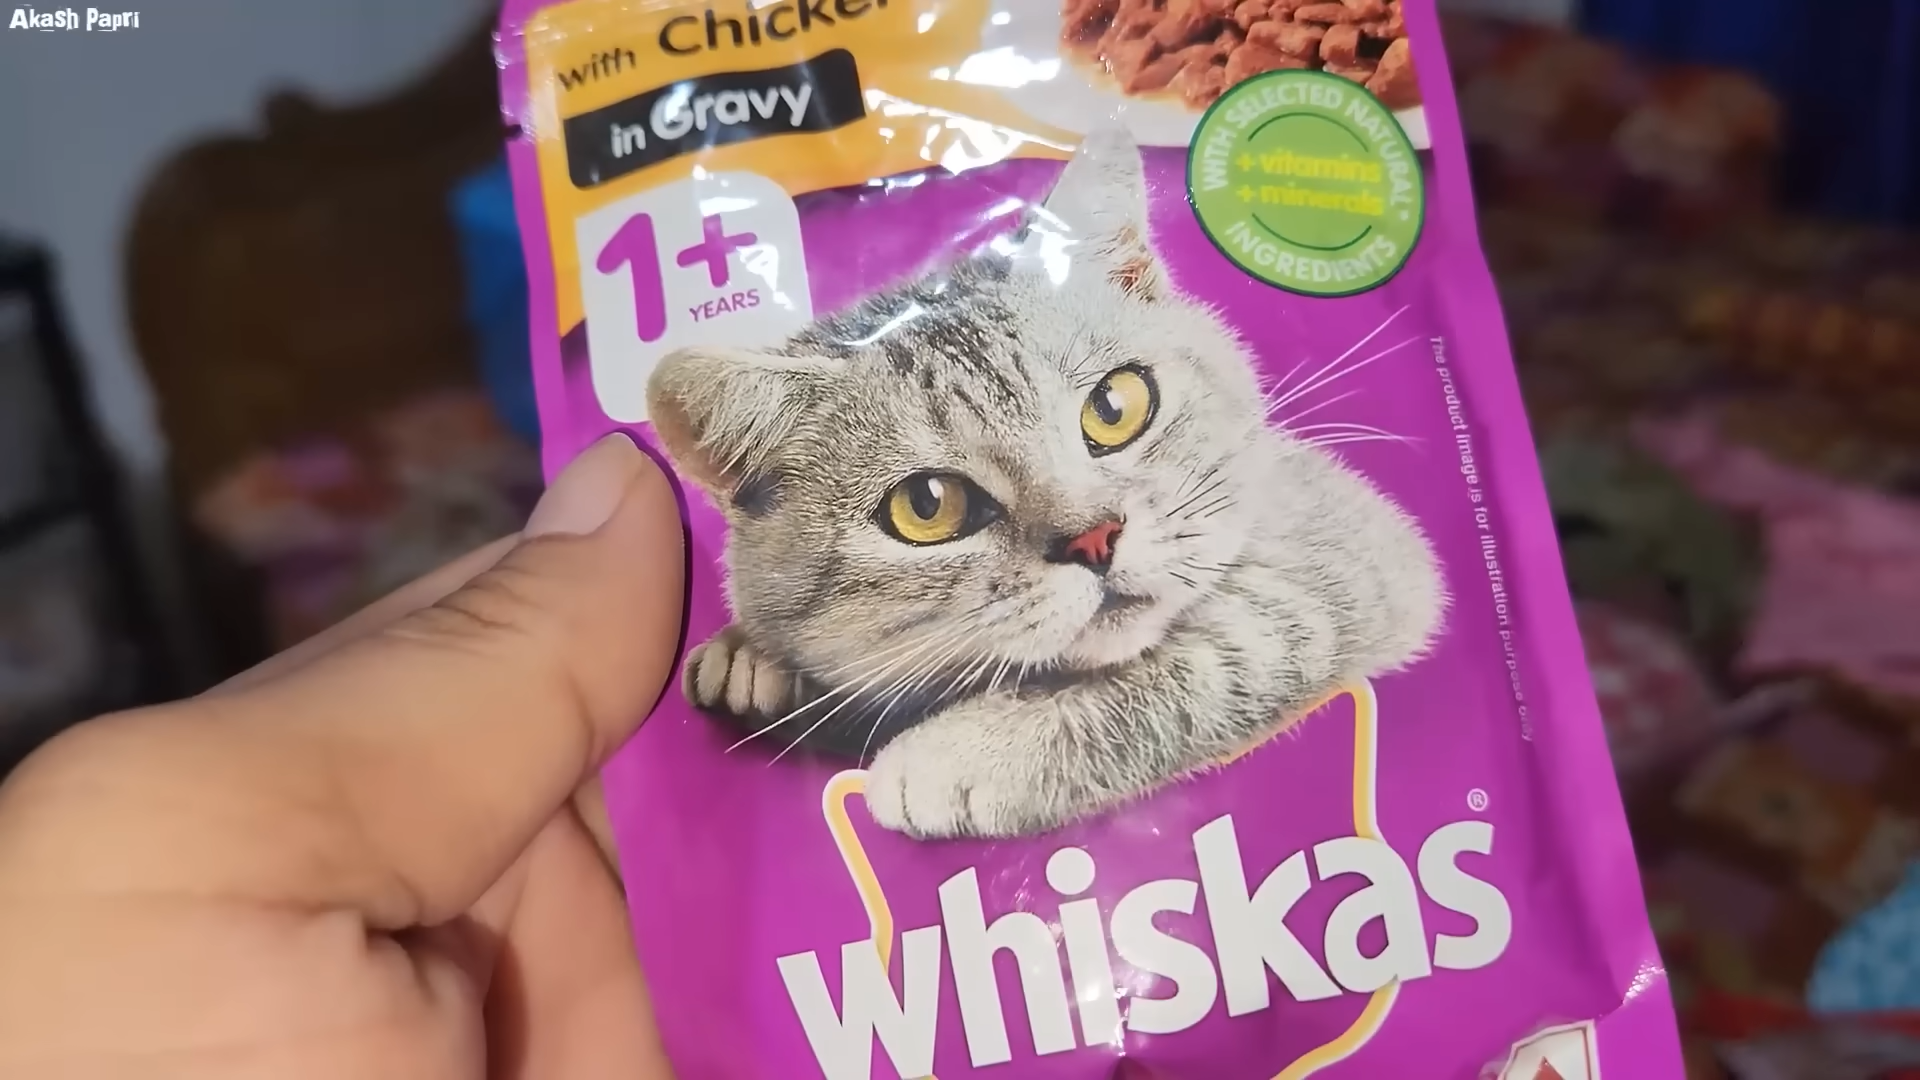 Akash Papri
with Chicken
in Gravy
1+
YEARS
WITH SELECTED NATURAL*
+vitamins
+minerals
INGREDIENTS
The product image is for illustration purpose only
whiskas®